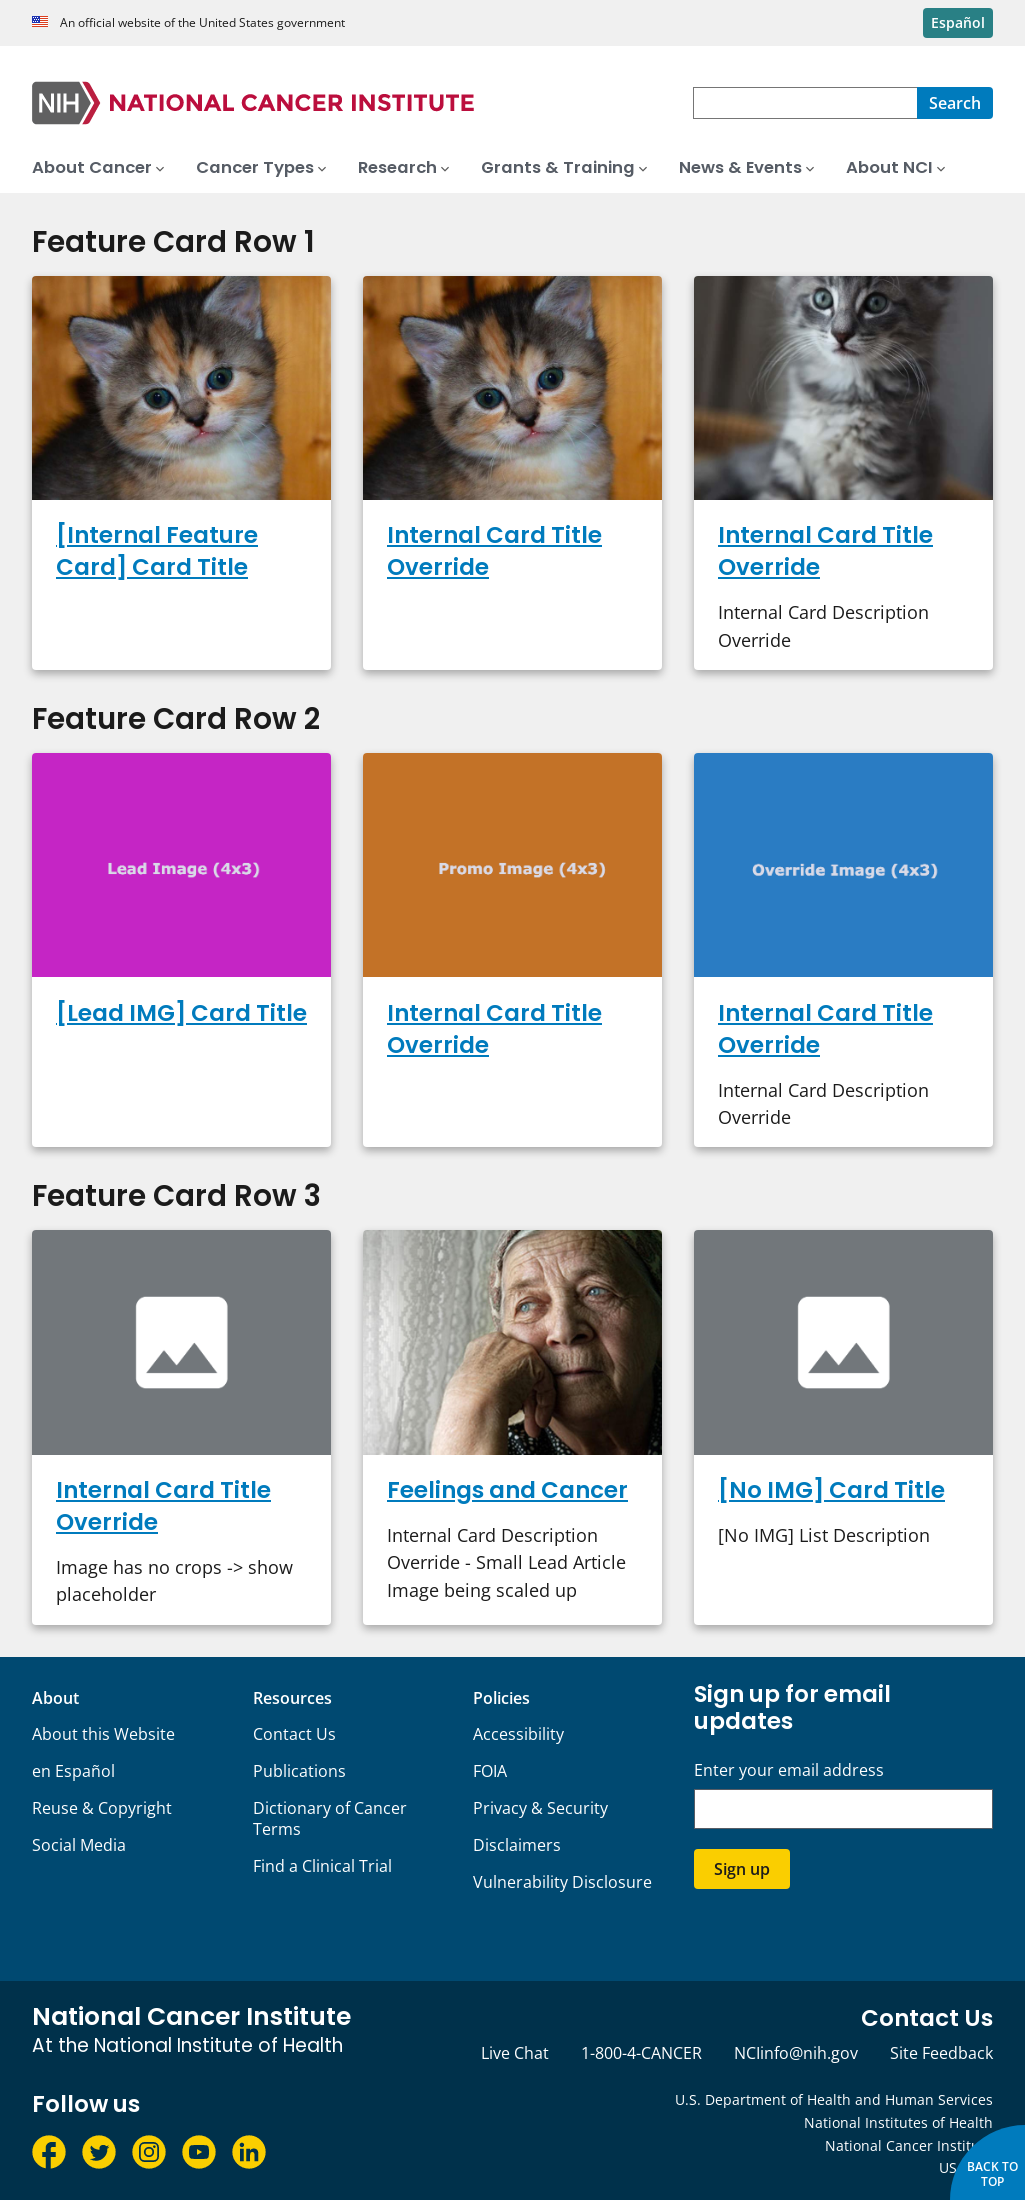 An official website of the United States government
Español
NIH NATIONAL CANCER INSTITUTE
Search
About Cancer
Cancer Types
Research
Grants & Training
News & Events
About NCI
Feature Card Row 1
[Internal Feature
Card] Card Title
Internal Card Title
Override
Internal Card Title
Override
Internal Card Description
Override
Feature Card Row 2
Lead Image (4x3)
[Lead IMG] Card Title
Promo Image (4x3)
Internal Card Title
Override
Override Image (4x3)
Internal Card Title
Override
Internal Card Description
Override
Feature Card Row 3
Internal Card Title
Override
Image has no crops -> show
placeholder
Feelings and Cancer
Internal Card Description
Override - Small Lead Article
Image being scaled up
[No IMG] Card Title
[No IMG] List Description
About
About this Website
en Español
Reuse & Copyright
Social Media
Resources
Contact Us
Publications
Dictionary of Cancer
Terms
Find a Clinical Trial
Policies
Accessibility
FOIA
Privacy & Security
Disclaimers
Vulnerability Disclosure
Sign up for email
updates
Enter your email address
Sign up
National Cancer Institute
At the National Institute of Health
Follow us
Contact Us
Live Chat
1-800-4-CANCER
NCIinfo@nih.gov
Site Feedback
U.S. Department of Health and Human Services
National Institutes of Health
National Cancer
BACK TO
TOP